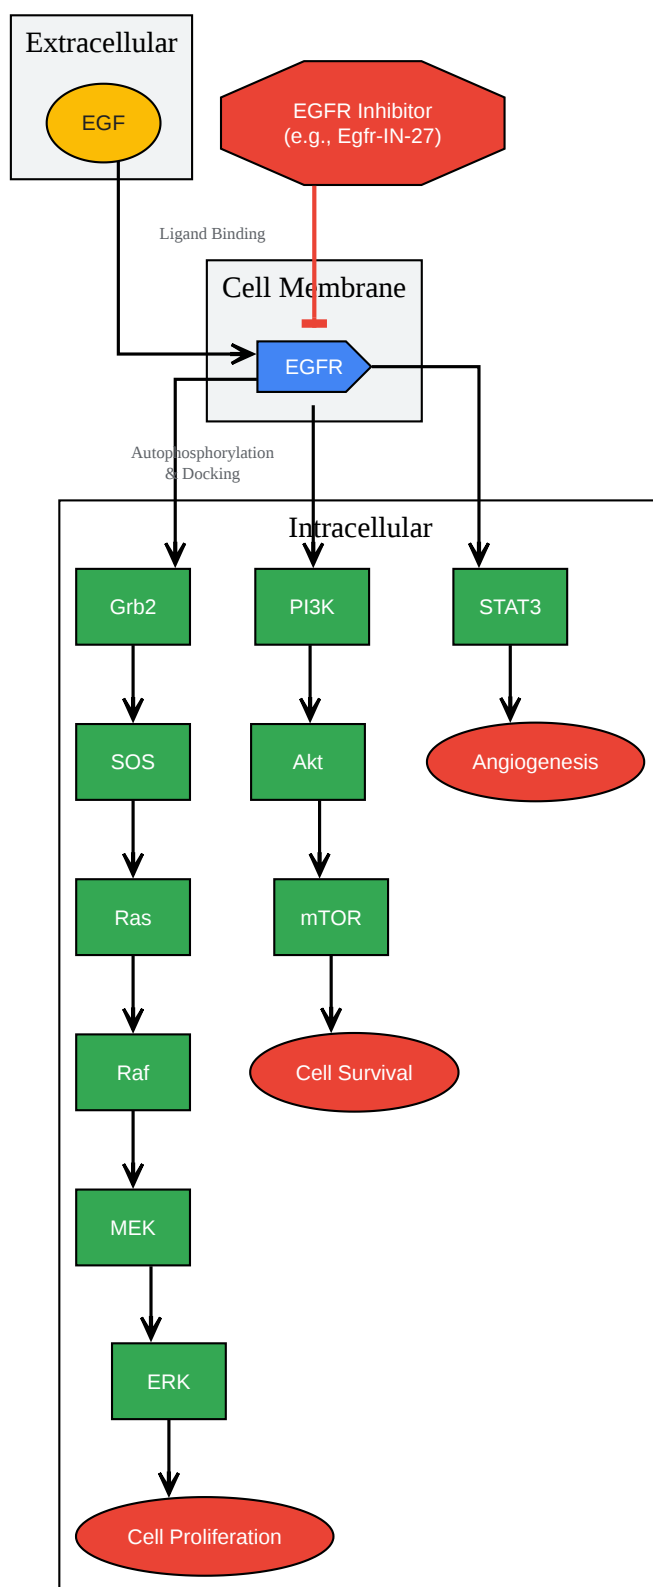 Extracellular
EGF
EGFR Inhibitor
(e.g., Egfr-IN-27)
Ligand Binding
Cell Membrane
EGFR
Autophosphorylation
& Docking
Intracellular
Grb2
PI3K
STAT3
SOS
Akt
Angiogenesis
Ras
mTOR
Raf
Cell Survival
MEK
ERK
Cell Proliferation